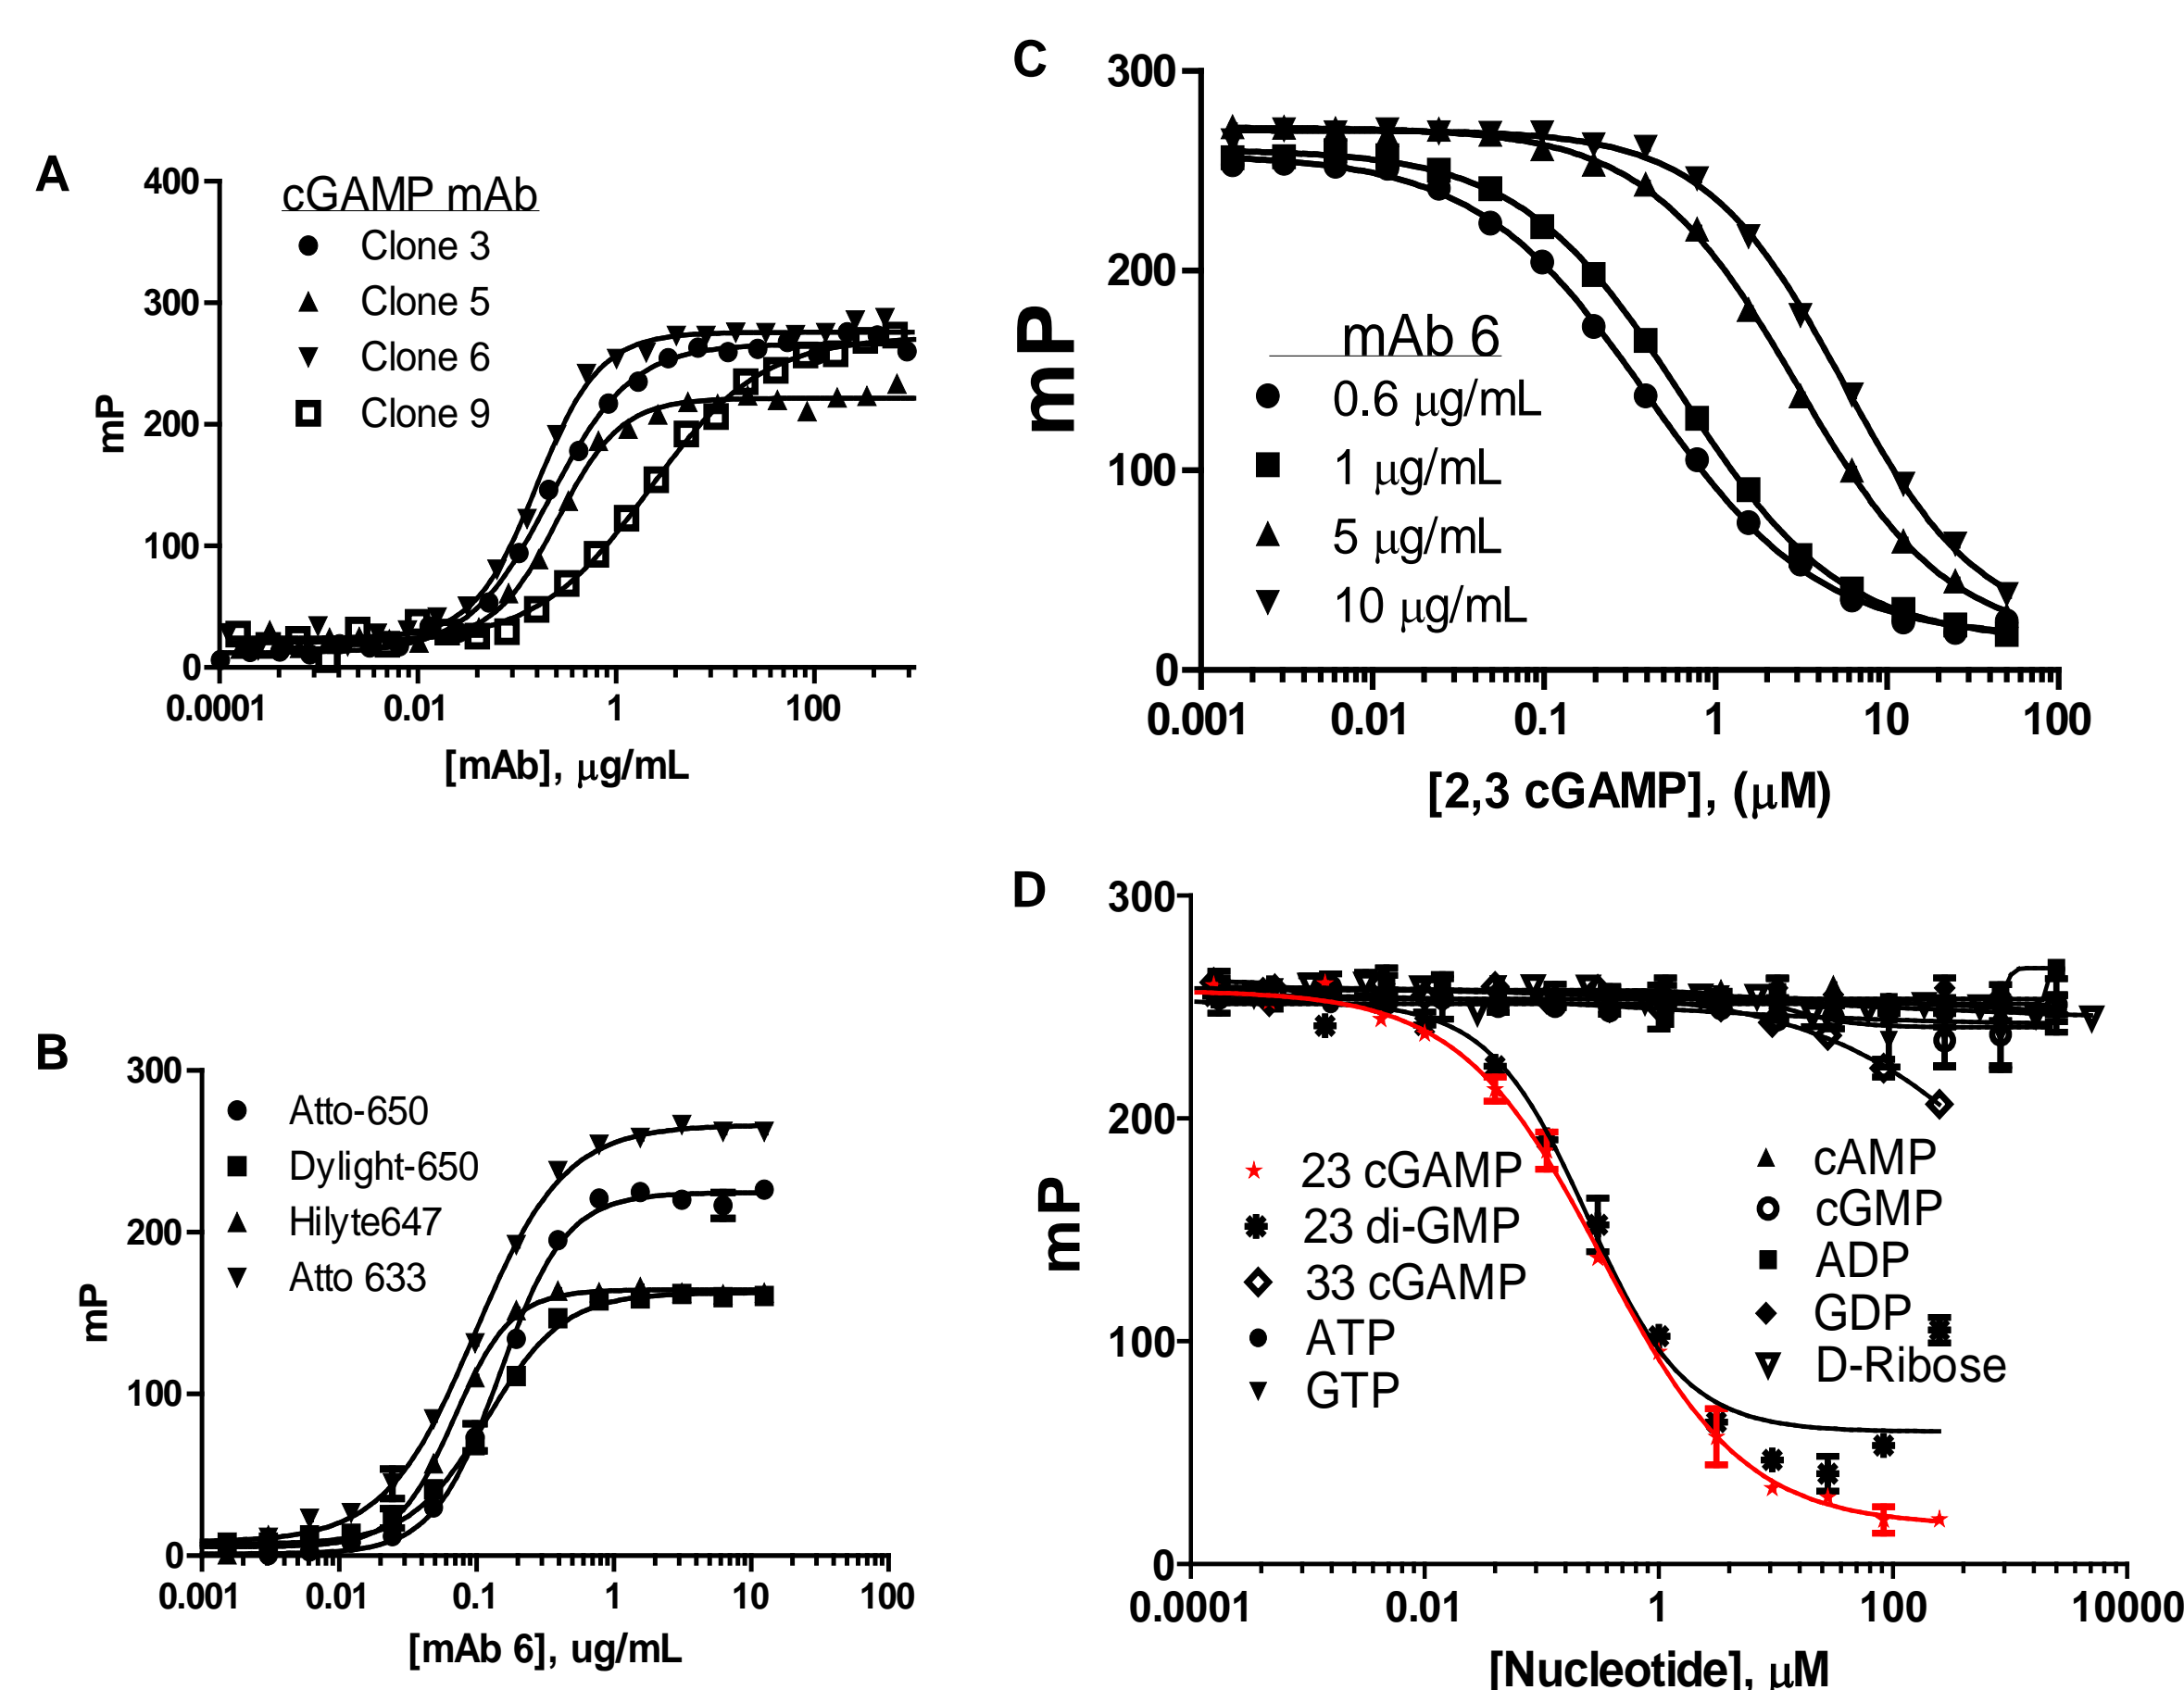 A
400
300
200
100
0
mP
cGAMP mAb
Clone 3
Clone 5
Clone 6
Clone 9
0.0001 0.01 1 100
[mAb], μg/mL
B
300
200
100
0
mP
Atto-650
Dylight-650
Hilyte647
Atto 633
0.001 0.01 0.1 1 10 100
[mAb 6], ug/mL
C
300
200
100
0
mP
mAb 6
0.6 μg/mL
1 μg/mL
5 μg/mL
10 μg/mL
0.001 0.01 0.1 1 10 100
[2,3 cGAMP], (μM)
D
300
200
100
0
mP
23 cGAMP
23 di-GMP
33 cGAMP
ATP
GTP
cAMP
cGMP
ADP
GDP
D-Ribose
0.0001 0.01 1 100 10000
[Nucleotide], μM